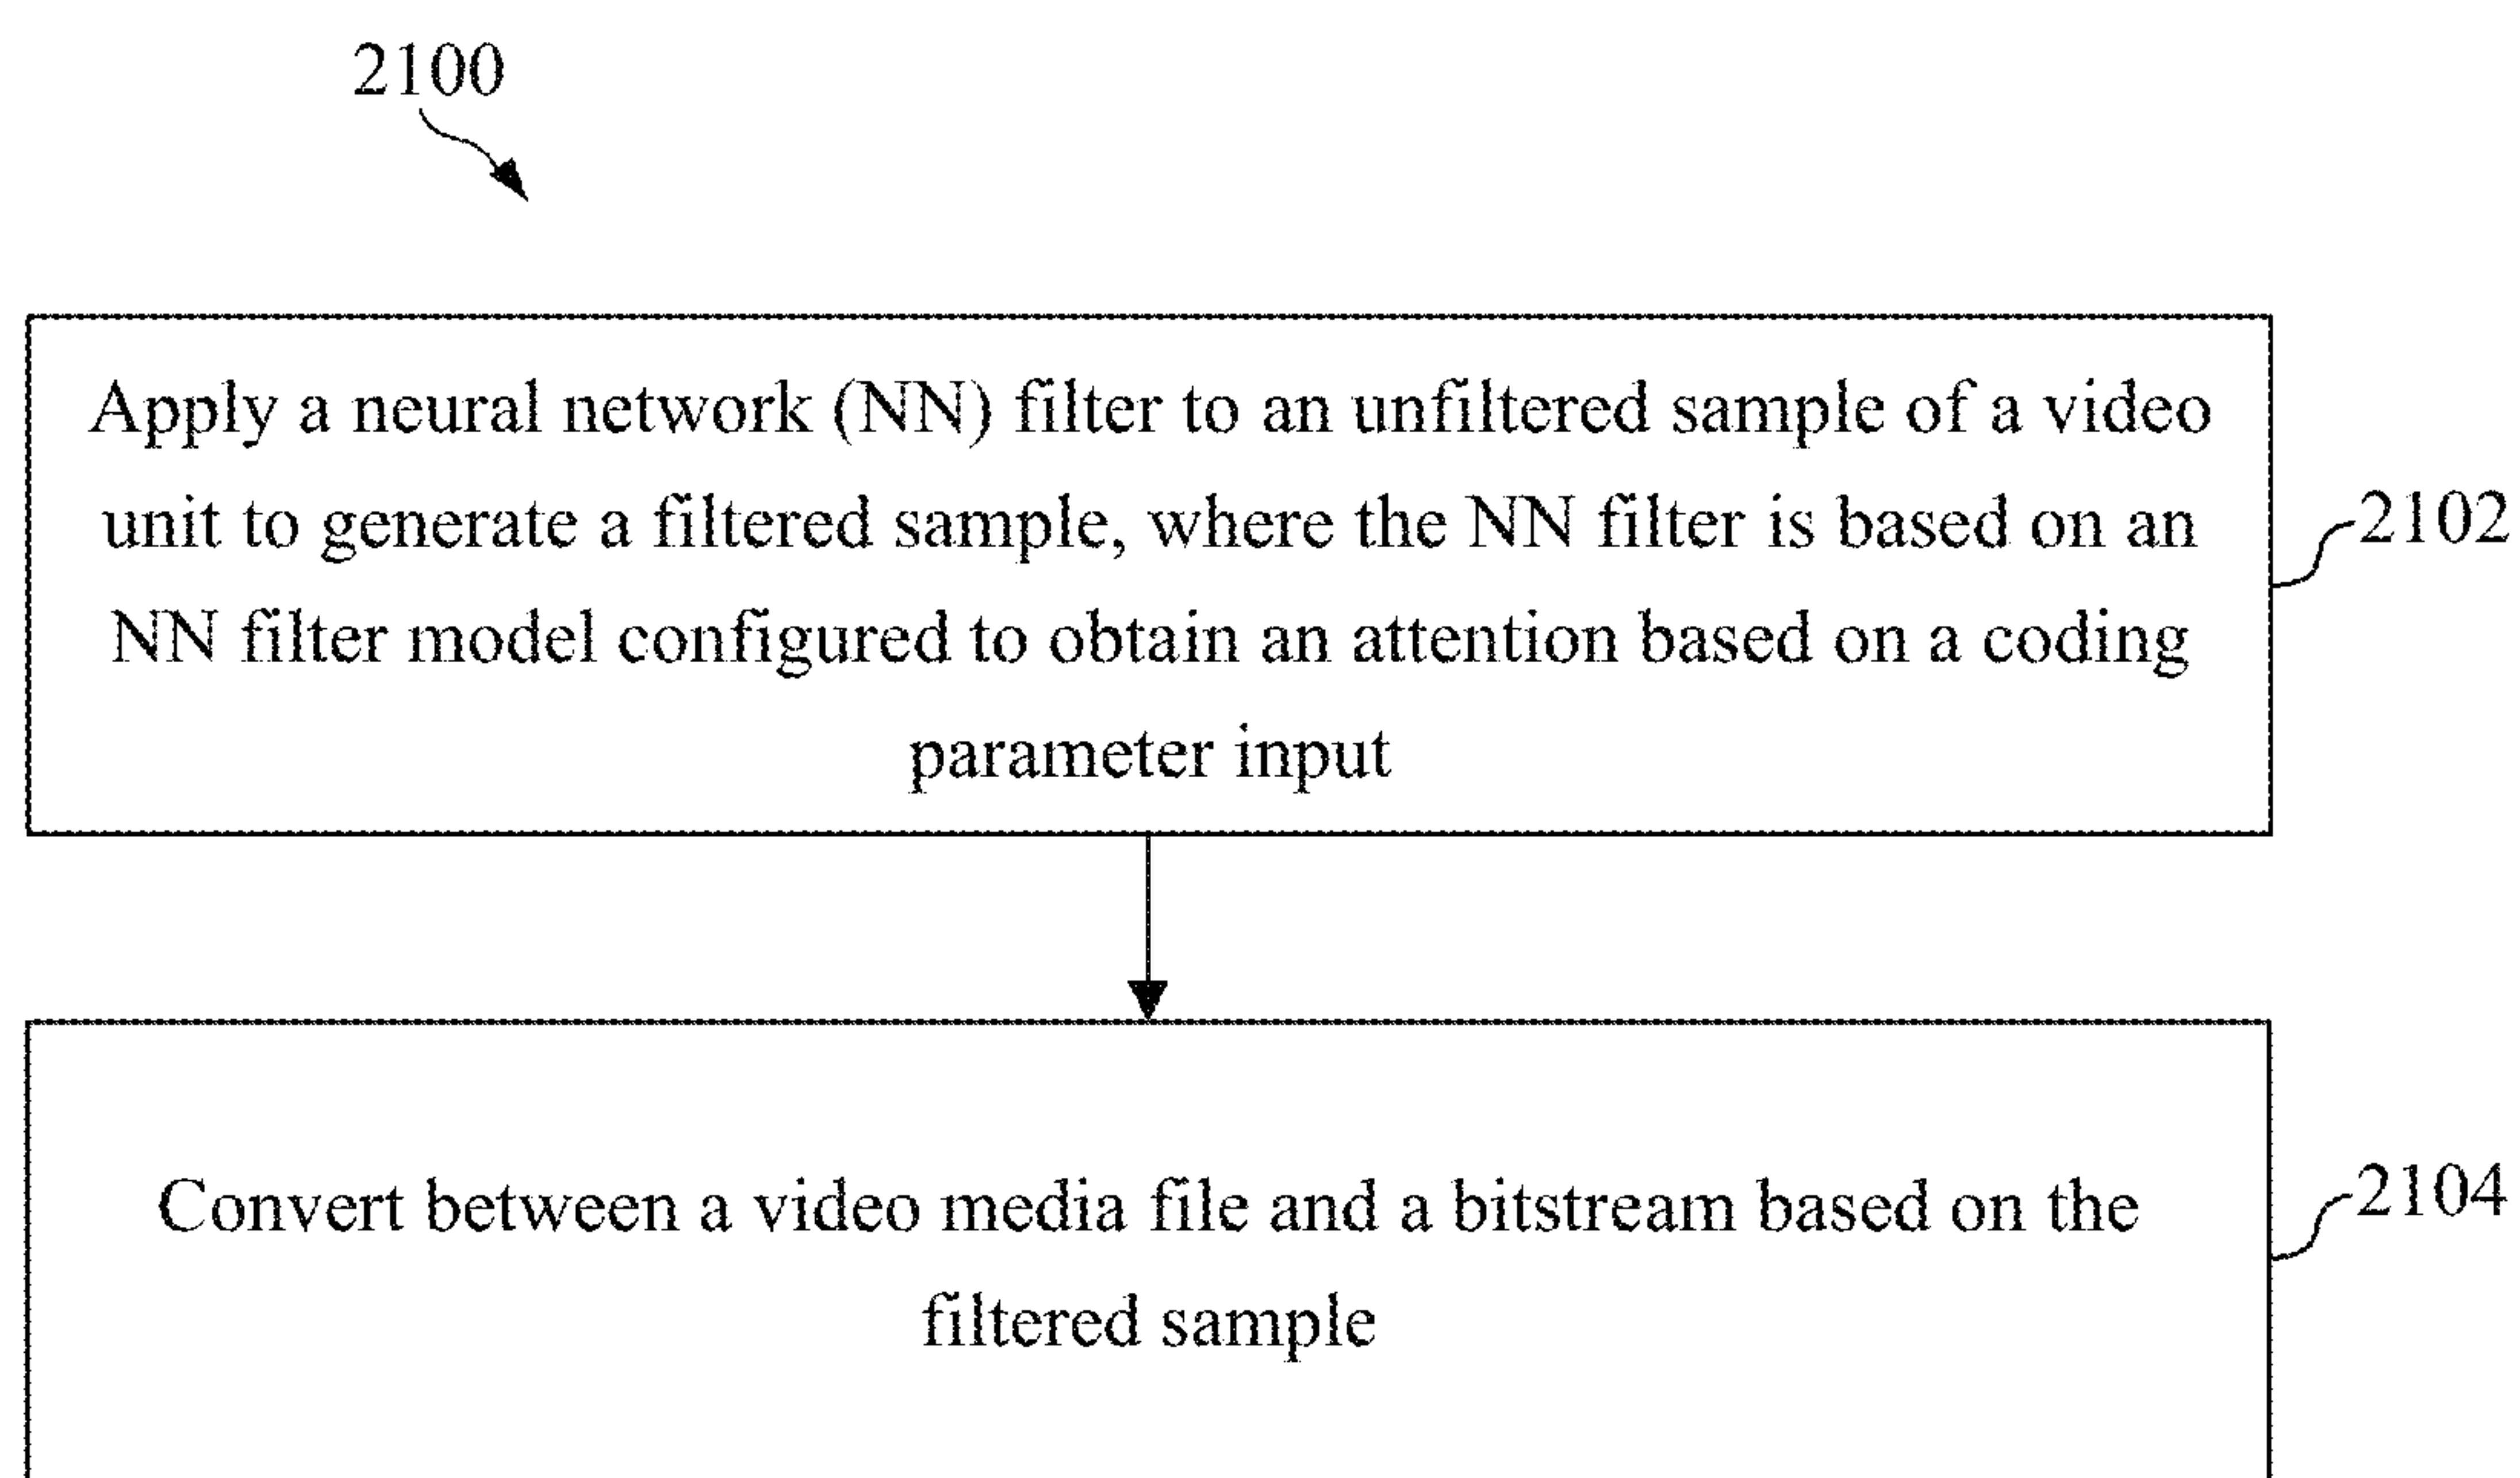 2100
Apply a neural network (NN) filter to an unfiltered sample of a video
unit to generate a filtered sample, where the NN filter is based on an
NN filter model configured to obtain an attention based on a coding
parameter input
2102
Convert between a video media file and a bitstream based on the
filtered sample
2104